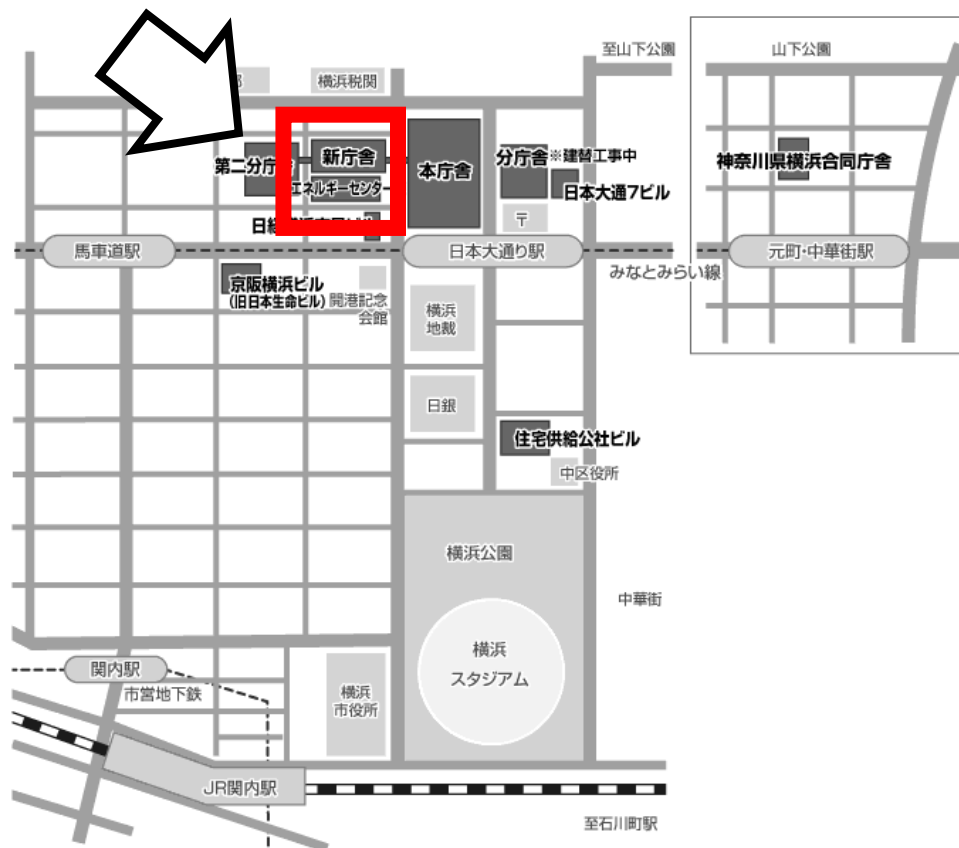 至山下公園
山下公園
横浜税関
第二分庁舎
新庁舎
エネルギーセンター
本庁舎
分庁舎※建替工事中
日本大通7ビル
神奈川県横浜合同庁舎
〒
馬車道駅
日本大通り駅
元町・中華街駅
みなとみらい線
京阪横浜ビル
(旧日本生命ビル)
開港記念
会館
横浜
地裁
日銀
住宅供給公社ビル
中区役所
横浜公園
中華街
横浜
スタジアム
関内駅
市営地下鉄
横浜
市役所
JR関内駅
至石川町駅